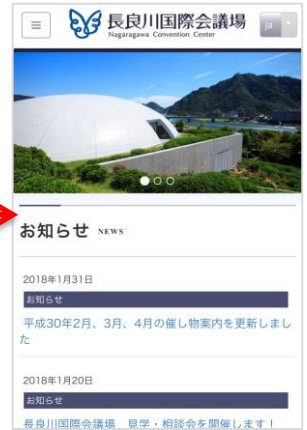 長良川国際会議場
Nagaragawa Convention Center
ja
お知らせ NEWS
2018年1月31日
お知らせ
平成30年2月、3月、4月の催し物案内を更新しまし
た
2018年1月20日
お知らせ
長良川国際会議場 見学・相談会を開催します！